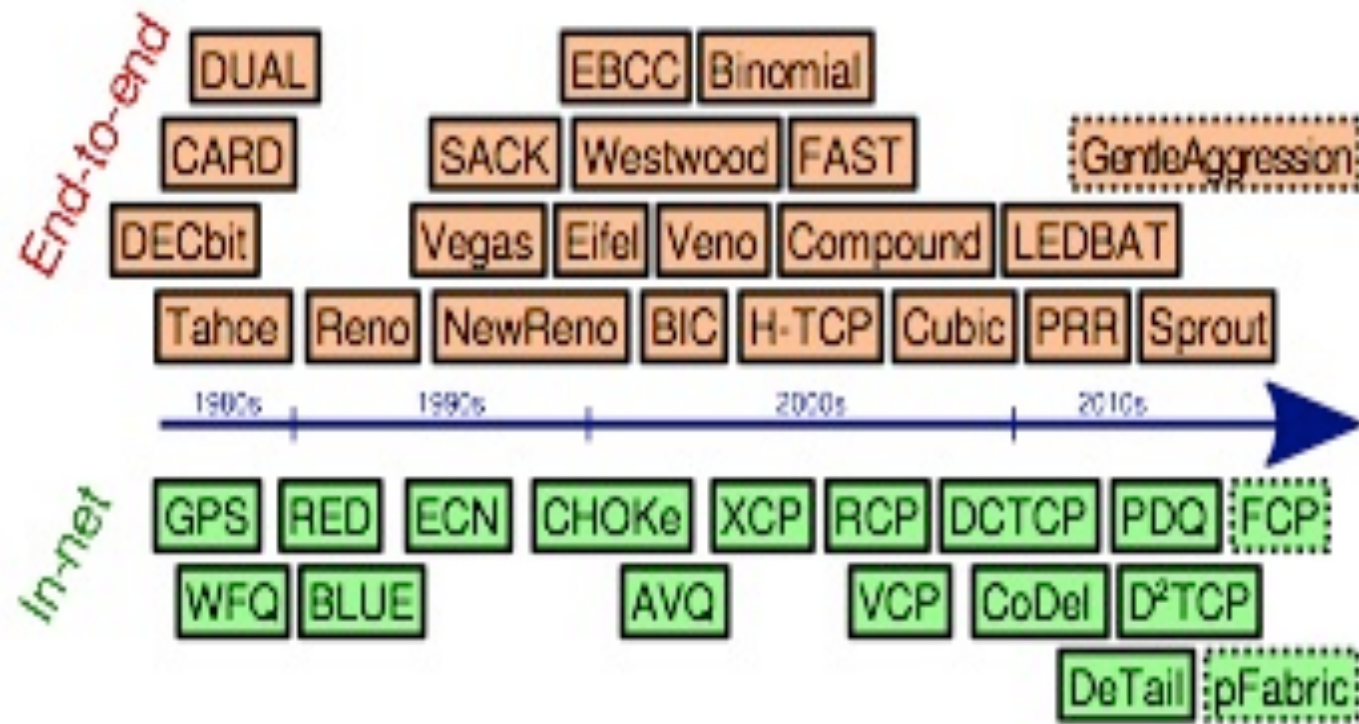 End-to-end
DUAL EBCC Binomial
CARD SACK Westwood FAST GentleAggression
DECbit Vegas Eifel Veno Compound LEDBAT
Tahoe Reno NewReno BIC H-TCP Cubic PRR Sprout
1980s 1990s 2000s 2010s
In-net
GPS RED ECN CHOKe XCP RCP DCTCP PDQ FCP
WFQ BLUE AVQ VCP CoDel D²TCP
DeTail pFabric